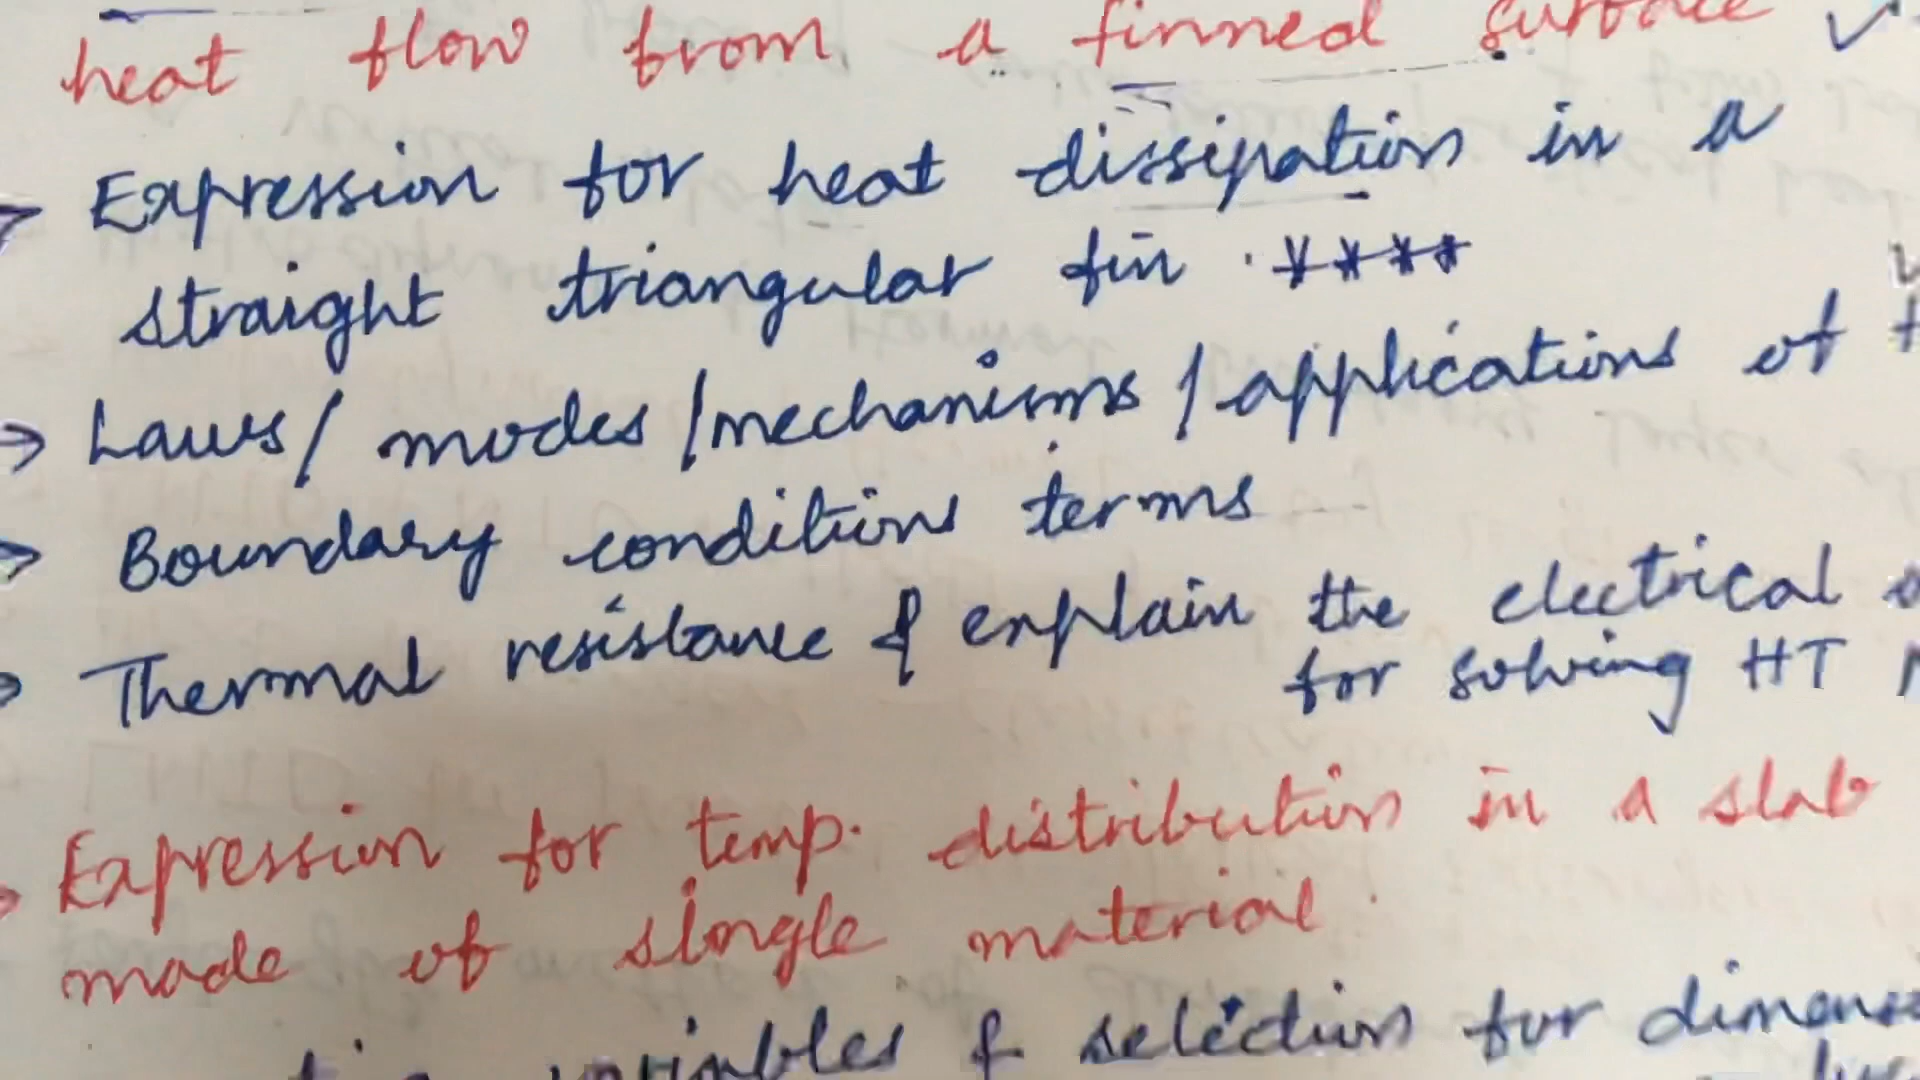 heat flow from a finned surface
→ Expression for heat dissipation in a
straight triangular fin . ****
→ Laws / modes / mechanisms / applications of
→ Boundary conditions terms
→ Thermal resistance & explain the electrical
for solving HT
→ Expression for temp. distribution in a slab
made of single material.
variables & selection for